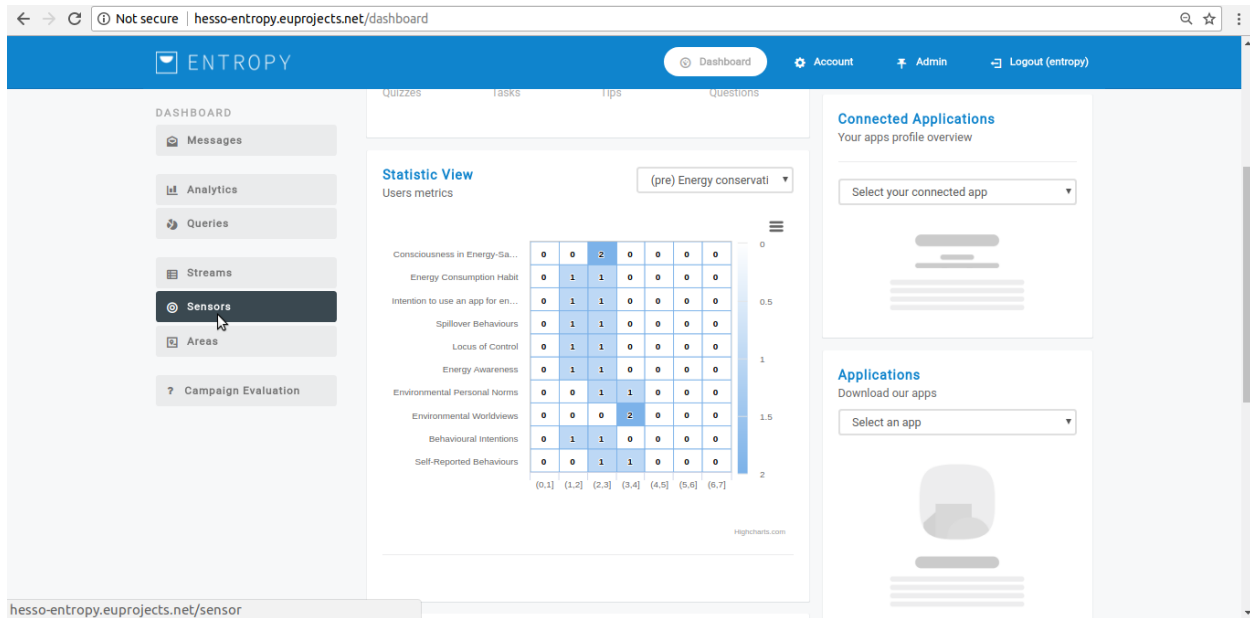 Not secure | hesso-entropy.euprojects.net/dashboard
ENTROPY
Dashboard
Account
Admin
Logout (entropy)
DASHBOARD
Messages
Analytics
Queries
Streams
Sensors
Areas
? Campaign Evaluation
Quizzes Tasks Tips Questions
Statistic View
Users metrics
(pre) Energy conservati
Consciousness in Energy-Sa... 0 0 2 0 0 0 0
Energy Consumption Habit 0 1 1 0 0 0 0
Intention to use an app for en... 0 1 1 0 0 0 0
Spillover Behaviours 0 1 1 0 0 0 0
Locus of Control 0 1 1 0 0 0 0
Energy Awareness 0 1 1 0 0 0 0
Environmental Personal Norms 0 0 1 1 0 0 0
Environmental Worldviews 0 0 0 2 0 0 0
Behavioural Intentions 0 1 1 0 0 0 0
Self-Reported Behaviours 0 0 1 1 0 0 0
(0,1] (1,2] (2,3] (3,4] (4,5] (5,6] (6,7]
0
0.5
1
1.5
2
Highcharts.com
Connected Applications
Your apps profile overview
Select your connected app
Applications
Download our apps
Select an app
hesso-entropy.euprojects.net/sensor